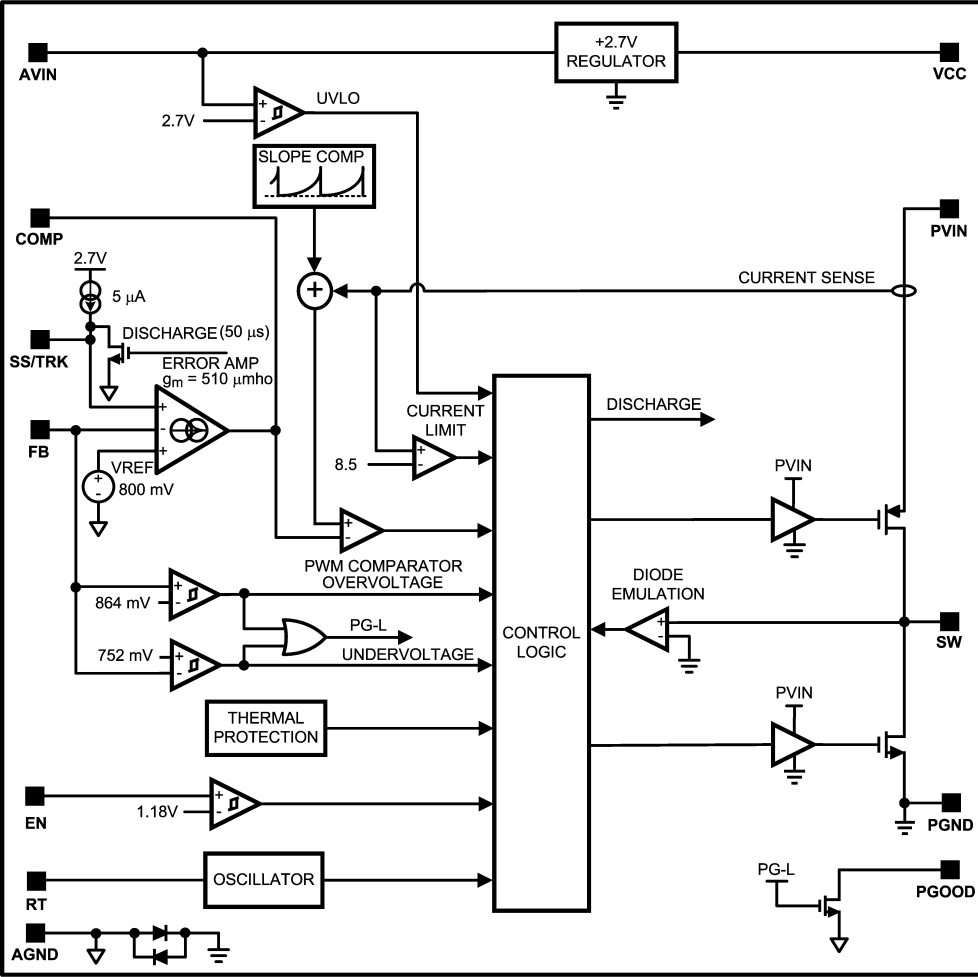 +2.7V
REGULATOR
AVIN
VCC
UVLO
2.7V
+
-
SLOPE COMP
COMP
PVIN
2.7V
5 μA
+
CURRENT SENSE
DISCHARGE (50 μs)
SS/TRK
ERROR AMP
gm = 510 μmho
CURRENT
LIMIT
DISCHARGE
+
-
+
FB
VREF
800 mV
+
-
8.5
+
-
PVIN
+
-
PWM COMPARATOR
OVERVOLTAGE
864 mV
+
-
PG-L
UNDERVOLTAGE
752 mV
+
-
CONTROL
LOGIC
DIODE
EMULATION
+
-
SW
THERMAL
PROTECTION
PVIN
EN
1.18V
+
-
PGND
RT
OSCILLATOR
PG-L
PGOOD
AGND